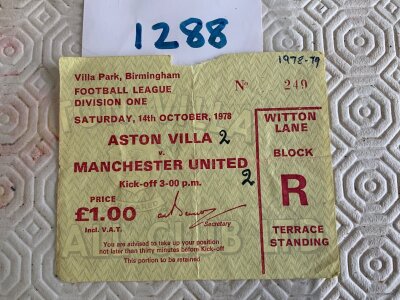 1288
1978-79
Villa Park, Birmingham
FOOTBALL LEAGUE
DIVISION ONE
No 249
SATURDAY, 14th OCTOBER, 1978
ASTON VILLA 2
v.
MANCHESTER UNITED 2
Kick-off 3-00 p.m.
PRICE
£1.00
Incl. V.A.T.
Secretary
You are advised to take up your position
not later than thirty minutes before Kick-off
This portion to be retained
WITTON
LANE
BLOCK
R
TERRACE
STANDING